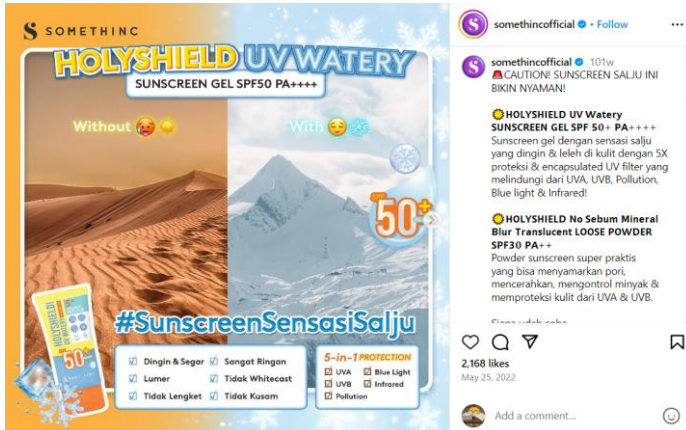 SOMETHINC
HOLYSHIELD UV WATERY
SUNSCREEN GEL SPF50 PA++++
Without
With
SPF
50+
#SunscreenSensasiSalju
HOLYSHIELD!
UV WATERY
50+
Dingin & Segar
Sangat Ringan
Lumer
Tidak Whitecast
Tidak Lengket
Tidak Kusam
5-in-1 PROTECTION
UVA
Blue Light
UVB
Infrared
Pollution
somethincofficial • Follow
somethincofficial 101w
🚨CAUTION! SUNSCREEN SALJU INI
BIKIN NYAMAN!
🌞HOLYSHIELD UV Watery
SUNSCREEN GEL SPF 50+ PA++++
Sunscreen gel dengan sensasi salju
yang dingin & leleh di kulit dengan 5X
proteksi & encapsulated UV filter yang
melindungi dari UVA, UVB, Pollution,
Blue light & Infrared!
🌞HOLYSHIELD No Sebum Mineral
Blur Translucent LOOSE POWDER
SPF30 PA++
Powder sunscreen super praktis
yang bisa menyamarkan pori,
mencerahkan, mengontrol minyak &
memproteksi kulit dari UVA & UVB.
2,168 likes
May 25, 2022
Add a comment...